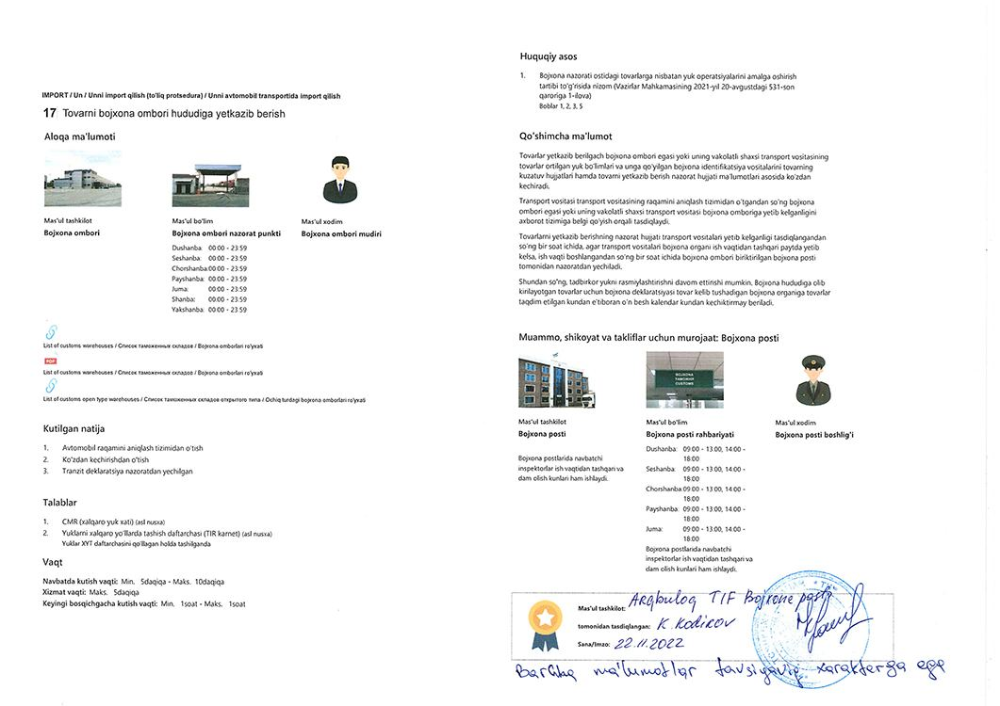 IMPORT / Un / Unni import qilish (to'liq protsedura) / Unni avtomobil transportida import qilish
17 Tovarni bojxona ombori hududiga yetkazib berish
Aloqa ma'lumoti
Mas'ul tashkilot
Bojxona ombori
Mas'ul bo'lim
Bojxona ombori nazorat punkti
Dushanba: 00:00 - 23:59
Seshanba: 00:00 - 23:59
Chorshanba:00:00 - 23:59
Payshanba: 00:00 - 23:59
Juma: 00:00 - 23:59
Shanba: 00:00 - 23:59
Yakshanba: 00:00 - 23:59
Mas'ul xodim
Bojxona ombori mudiri
List of customs warehouses / Список таможенных складов / Bojxona omborlari ro'yxati
PDF
List of customs warehouses / Список таможенных складов / Bojxona omborlari ro'yxati
List of customs open type warehouses / Список таможенных складов открытого типа / Ochiq turdagi bojxona omborlari ro'yxati
Kutilgan natija
1. Avtomobil raqamini aniqlash tizimidan o'tish
2. Ko'zdan kechirishdan o'tish
3. Tranzit deklaratsiya nazoratdan yechilgan
Talablar
1. CMR (xalqaro yuk xati) (asl nusxa)
2. Yuklarni xalqaro yo'llarda tashish daftarchasi (TIR karnet) (asl nusxa)
Yuklar XYT daftarchasini qo'llagan holda tashilganda
Vaqt
Navbatda kutish vaqti: Min. 5daqiqa - Maks. 10daqiqa
Xizmat vaqti: Maks. 5daqiqa
Keyingi bosqichgacha kutish vaqti: Min. 1soat - Maks. 1soat
Huquqiy asos
1. Bojxona nazorati ostidagi tovarlarga nisbatan yuk operatsiyalarini amalga oshirish
tartibi to'g'risida nizom (Vazirlar Mahkamasining 2021-yil 20-avgustdagi 531-son
qaroriga 1-ilova)
Boblar 1, 2, 3, 5
Qo'shimcha ma'lumot
Tovarlar yetkazib berilgach bojxona ombori egasi yoki uning vakolatli shaxsi transport vositasining
tovarlar ortilgan yuk bo'limlari va unga qo'yilgan bojxona identifikatsiya vositalarini tovarning
kuzatuv hujjatlari hamda tovarni yetkazib berish nazorat hujjati ma'lumotlari asosida ko'zdan
kechiradi.
Transport vositasi transport vositasining raqamini aniqlash tizimidan o'tgandan so'ng bojxona
ombori egasi yoki uning vakolatli shaxsi transport vositasi bojxona omboriga yetib kelganligini
axborot tizimiga belgi qo'yish orqali tasdiqlaydi.
Tovarlarni yetkazib berishning nazorat hujjati transport vositalari yetib kelganligi tasdiqlangandan
so'ng bir soat ichida, agar transport vositalari bojxona organi ish vaqtidan tashqari paytda yetib
kelsa, ish vaqti boshlangandan so'ng bir soat ichida bojxona ombori biriktirilgan bojxona posti
tomonidan nazoratdan yechiladi.
Shundan so'ng, tadbirkor yukni rasmiylashtirishni davom ettirishi mumkin. Bojxona hududiga olib
kirilayotgan tovarlar uchun bojxona deklaratsiyasi tovar kelib tushadigan bojxona organiga tovarlar
taqdim etilgan kundan e'tiboran o'n besh kalendar kundan kechiktirmay beriladi.
Muammo, shikoyat va takliflar uchun murojaat: Bojxona posti
BOJXONA
ТАМОЖНЯ
CUSTOMS
Mas'ul tashkilot
Bojxona posti
Bojxona postlarida navbatchi
inspektorlar ish vaqtidan tashqari va
dam olish kunlari ham ishlaydi.
Mas'ul bo'lim
Bojxona posti rahbariyati
Dushanba: 09:00 - 13:00, 14:00 -
18:00
Seshanba: 09:00 - 13:00, 14:00 -
18:00
Chorshanba:09:00 - 13:00, 14:00 -
18:00
Payshanba: 09:00 - 13:00, 14:00 -
18:00
Juma: 09:00 - 13:00, 14:00 -
18:00
Bojxona postlarida navbatchi
inspektorlar ish vaqtidan tashqari va
dam olish kunlari ham ishlaydi.
Mas'ul xodim
Bojxona posti boshlig'i
Mas'ul tashkilot: Arqbuloq TIF Bojxona posti
tomonidan tasdiqlangan: K. Kodirov
Sana/Imzo: 22.11.2022
Barcha ma'lumotlar tavsiyaviy xarakterga ega